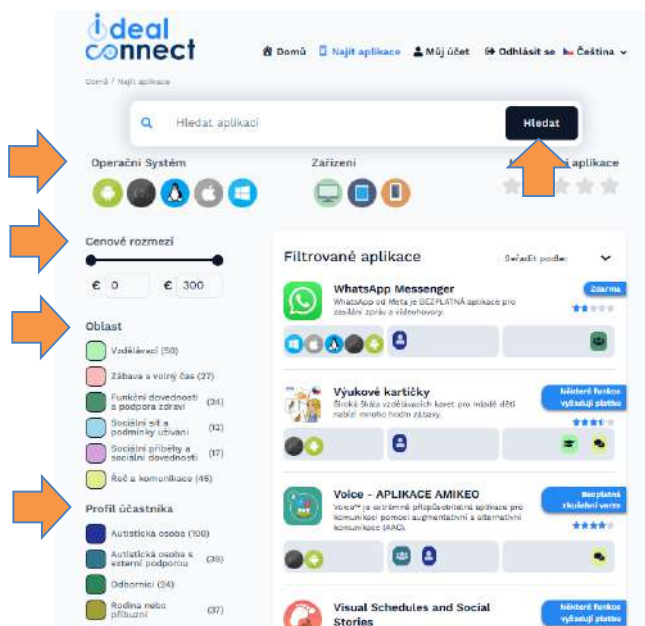 ideal
connect
Domů Najít aplikace Můj účet Odhlásit se Čeština
Domů / Najít aplikace
Hledat aplikaci
Hledat
Operační Systém
Zařízení
aplikace
Cenové rozmezí
€ 0 € 300
Filtrované aplikace
Seřadit podle:
WhatsApp Messenger
Zdarma
WhatsApp od Meta je BEZPLATNÁ aplikace pro
zasílání zpráv a videohovory.
Oblast
Vzdělávací (50)
Zábava a volný čas (27)
Funkční dovednosti
a podpora zdraví (24)
Sociální sít a
podmínky užívaní (12)
Sociální příběhy a
sociální dovednosti (17)
Řeč a komunikace (46)
Výukové kartičky
Některé funkce
vyžadují platbu
Široká škála vzdělávacích karet pro mladé děti
nabízí mnoho hodin zábavy.
Profil účastníka
Autistická osoba (100)
Autistická osoba s
externí podporou (38)
Odborníci (24)
Rodina nebo
příbuzní (37)
Voice - APLIKACE AMIKEO
Bezplatná
zkušební verze
Voice™ je extrémně přizpůsobitelná aplikace pro
komunikaci pomocí augmentativní a alternativní
komunikace (AAC).
Visual Schedules and Social
Stories
Některé funkce
vyžadují platbu